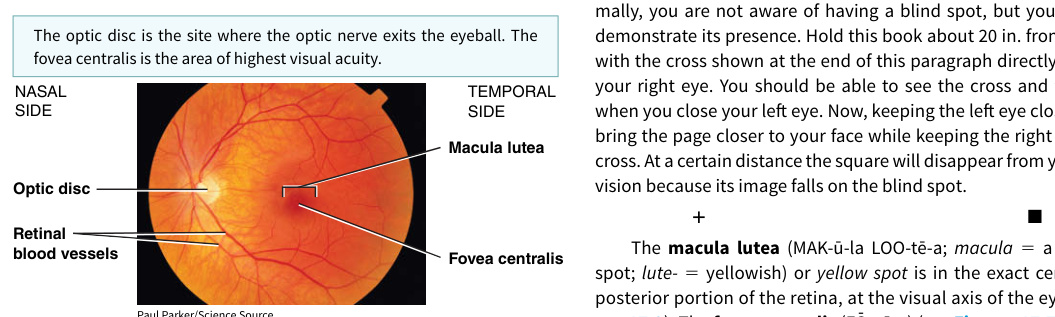 The optic disc is the site where the optic nerve exits the eyeball. The
fovea centralis is the area of highest visual acuity.
NASAL
SIDE
TEMPORAL
SIDE
Macula lutea
Optic disc
Retinal
blood vessels
Fovea centralis
Paul Parker/Science Source
mally, you are not aware of having a blind spot, but you
demonstrate its presence. Hold this book about 20 in.
with the cross shown at the end of this paragraph directly
your right eye. You should be able to see the cross and
when you close your left eye. Now, keeping the left eye
bring the page closer to your face while keeping the right
cross. At a certain distance the square will disappear from
vision because its image falls on the blind spot.
+ ■
The macula lutea (MAK-ū-la LOO-tē-a; macula = a
spot; lute- = yellowish) or yellow spot is in the exact
posterior portion of the retina, at the visual axis of the